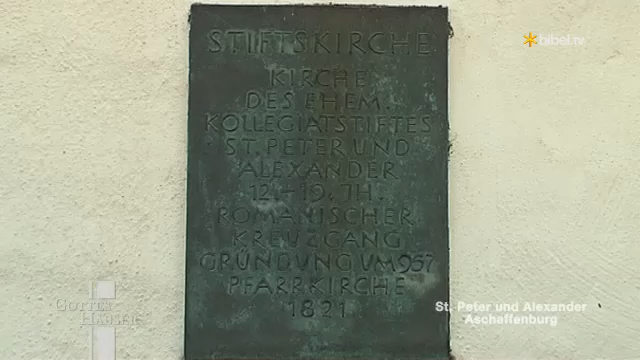 STIFTSKIRCHE
KIRCHE
DES EHEM.
KOLLEGIATSTIFTES
ST. PETER UND
ALEXANDER
12.–19. JH.
ROMANISCHER
KREUZGANG
GRÜNDUNG UM 957
PFARRKIRCHE
1821
bibel.tv
GOTTES
HÄUSER
St. Peter und Alexander
Aschaffenburg